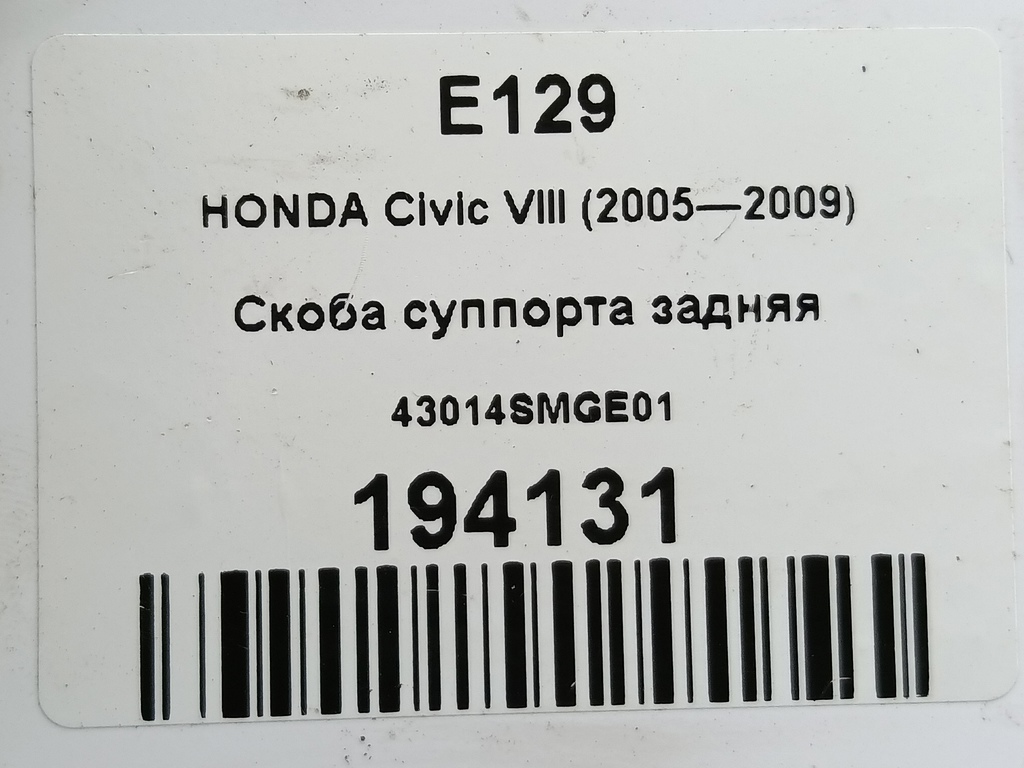 E129
HONDA Civic VIII (2005—2009)
Скоба суппорта задняя
43014SMGE01
194131